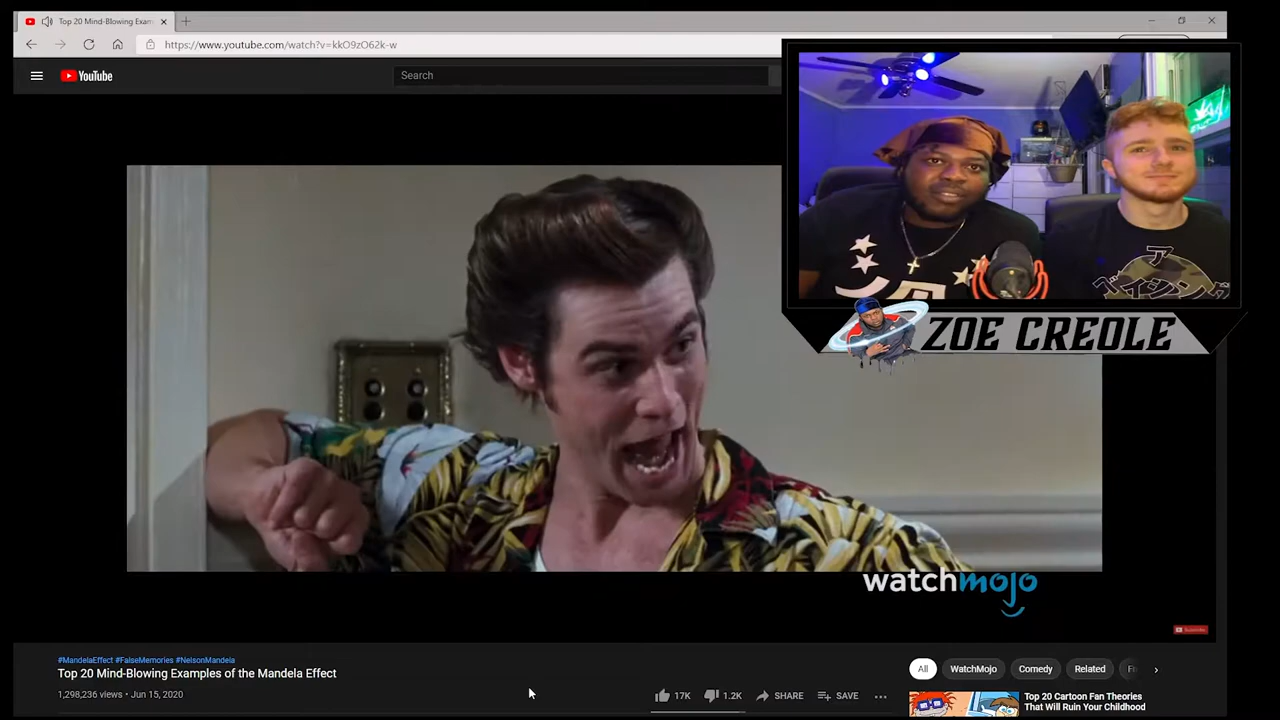 Top 20 Mind-Blowing Exam
https://www.youtube.com/watch?v=kkO9zO62k-w
YouTube
Search
ZOE CREOLE
watchmojo
Subscribe
#MandelaEffect #FalseMemories #NelsonMandela
Top 20 Mind-Blowing Examples of the Mandela Effect
1,298,236 views • Jun 15, 2020
17K
1.2K
SHARE
SAVE
All
WatchMojo
Comedy
Related
Top 20 Cartoon Fan Theories
That Will Ruin Your Childhood